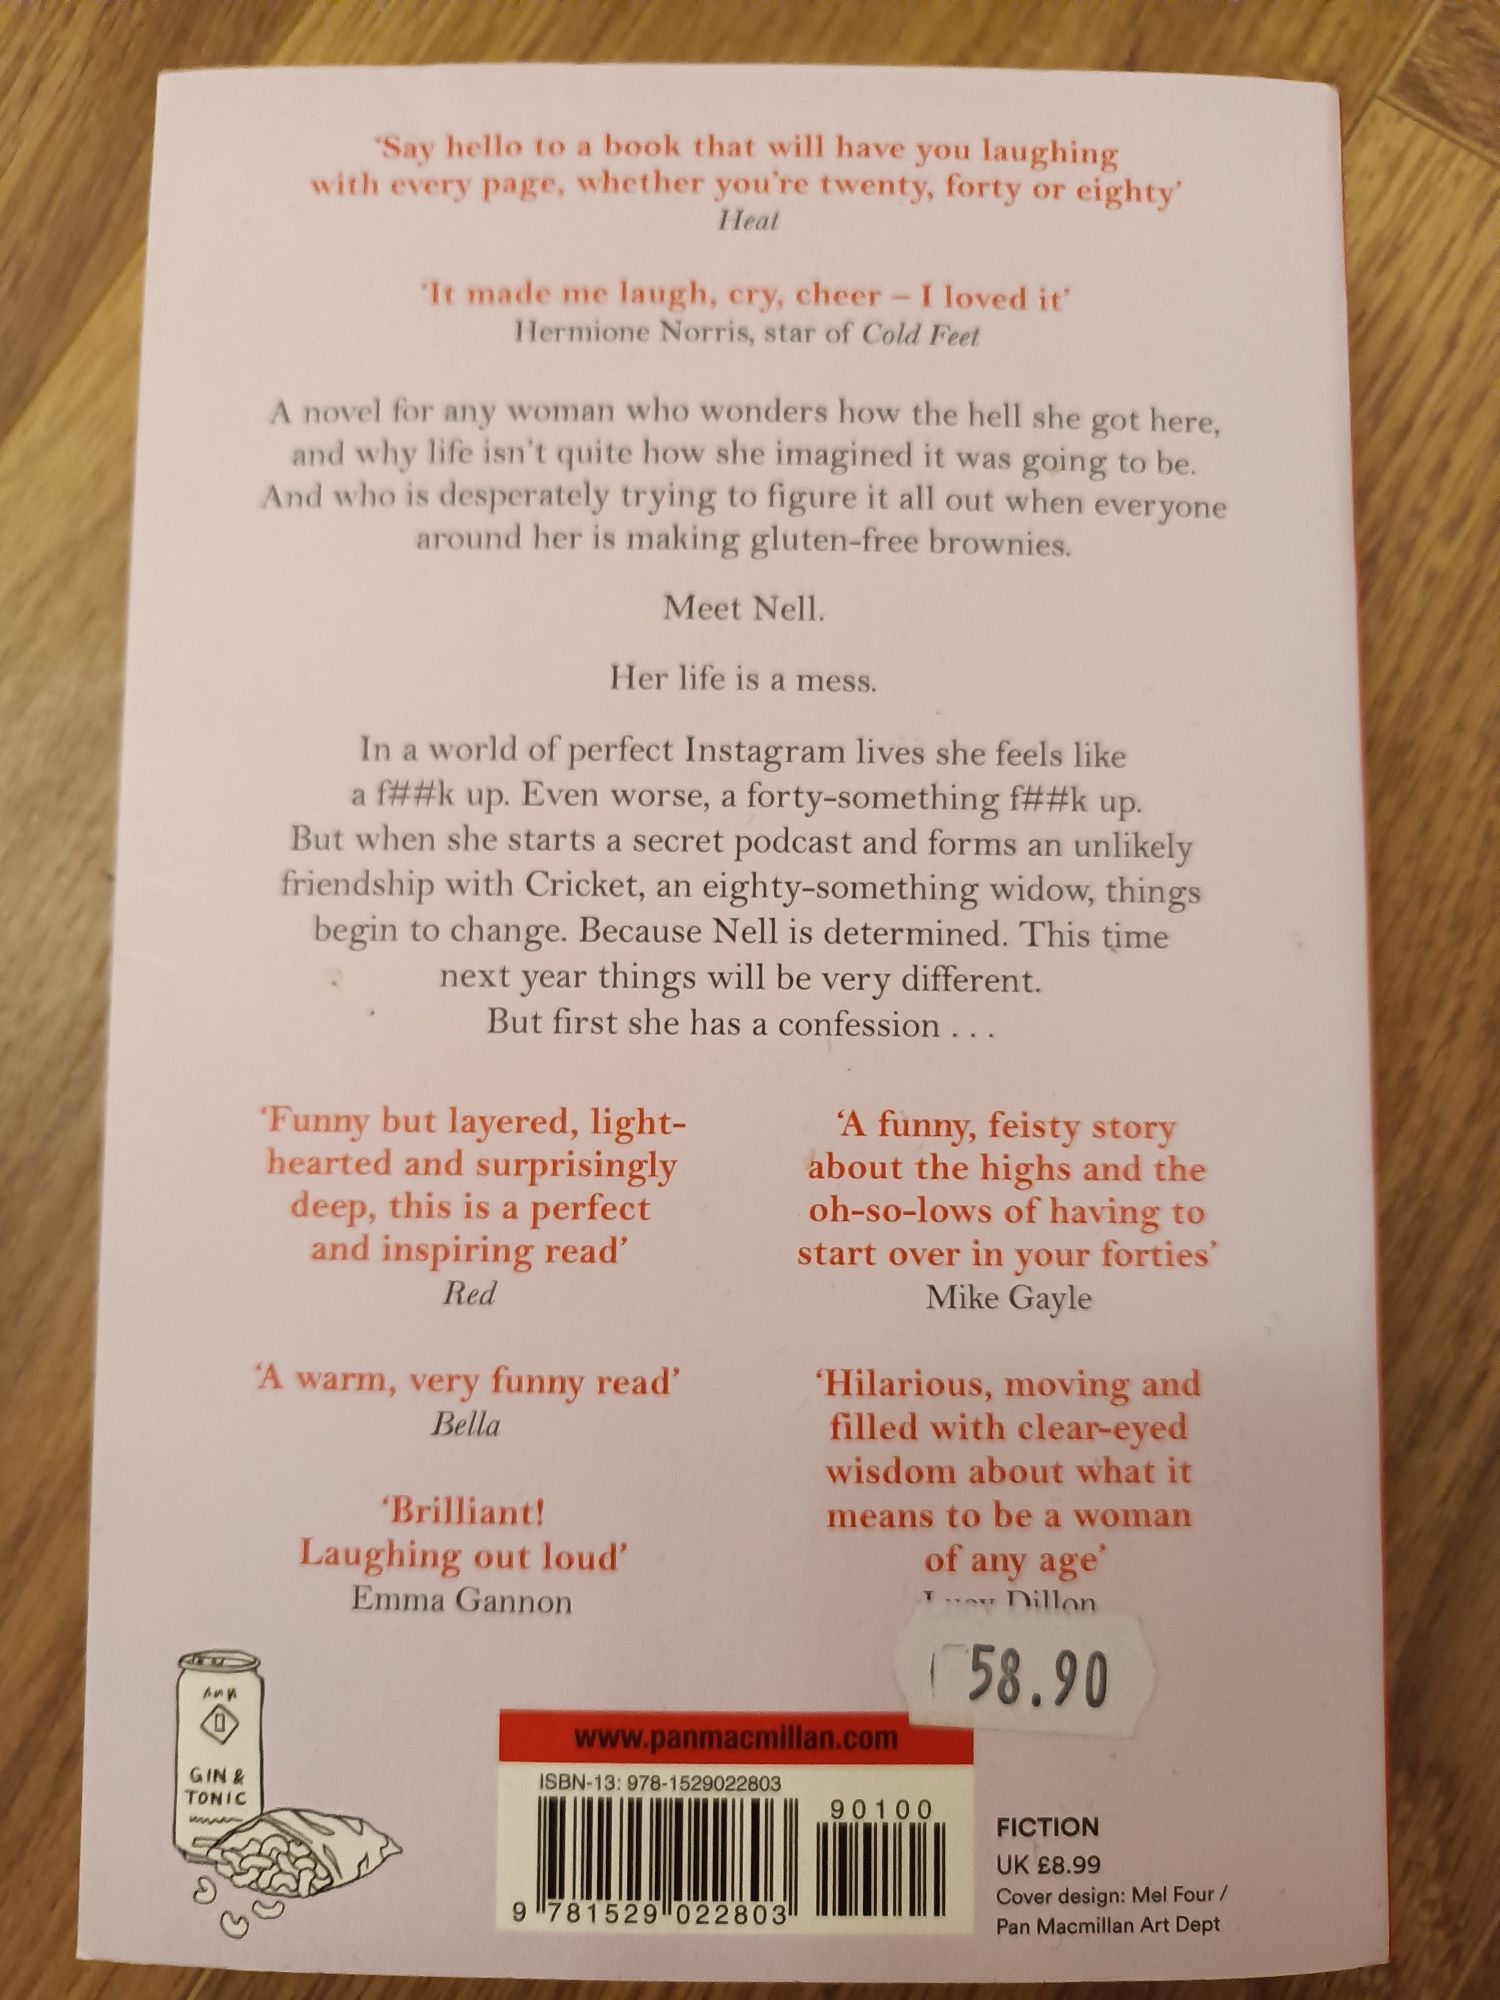 ‘Say hello to a book that will have you laughing
with every page, whether you're twenty, forty or eighty’
Heat
‘It made me laugh, cry, cheer – I loved it’
Hermione Norris, star of Cold Feet
A novel for any woman who wonders how the hell she got here,
and why life isn't quite how she imagined it was going to be.
And who is desperately trying to figure it all out when everyone
around her is making gluten-free brownies.
Meet Nell.
Her life is a mess.
In a world of perfect Instagram lives she feels like
a f##k up. Even worse, a forty-something f##k up.
But when she starts a secret podcast and forms an unlikely
friendship with Cricket, an eighty-something widow, things
begin to change. Because Nell is determined. This time
next year things will be very different.
But first she has a confession . . .
‘Funny but layered, light-
hearted and surprisingly
deep, this is a perfect
and inspiring read’
Red
‘A warm, very funny read’
Bella
‘Brilliant!
Laughing out loud’
Emma Gannon
‘A funny, feisty story
about the highs and the
oh-so-lows of having to
start over in your forties’
Mike Gayle
‘Hilarious, moving and
filled with clear-eyed
wisdom about what it
means to be a woman
of any age’
Lucy Dillon
58.90
GIN &
TONIC
www.panmacmillan.com
ISBN-13: 978-1529022803
90100
9 781529 022803
FICTION
UK £8.99
Cover design: Mel Four /
Pan Macmillan Art Dept